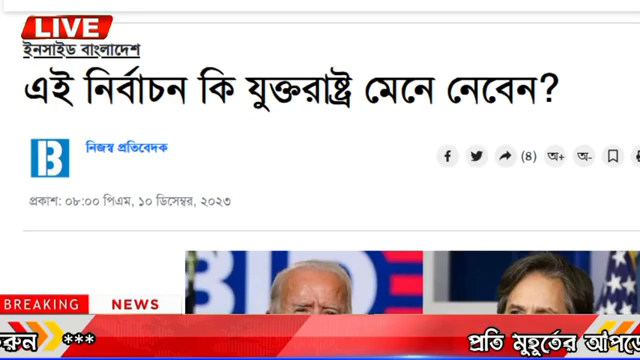 LIVE
ইনসাইড বাংলাদেশ
এই নির্বাচন কি যুক্তরাষ্ট্র মেনে নেবেন?
নিজস্ব প্রতিবেদক
(৪) অ+ অ-
প্রকাশ: ০৮:০০ পিএম, ১০ ডিসেম্বর, ২০২৩
BREAKING NEWS
*** প্রতি মুহূর্তের